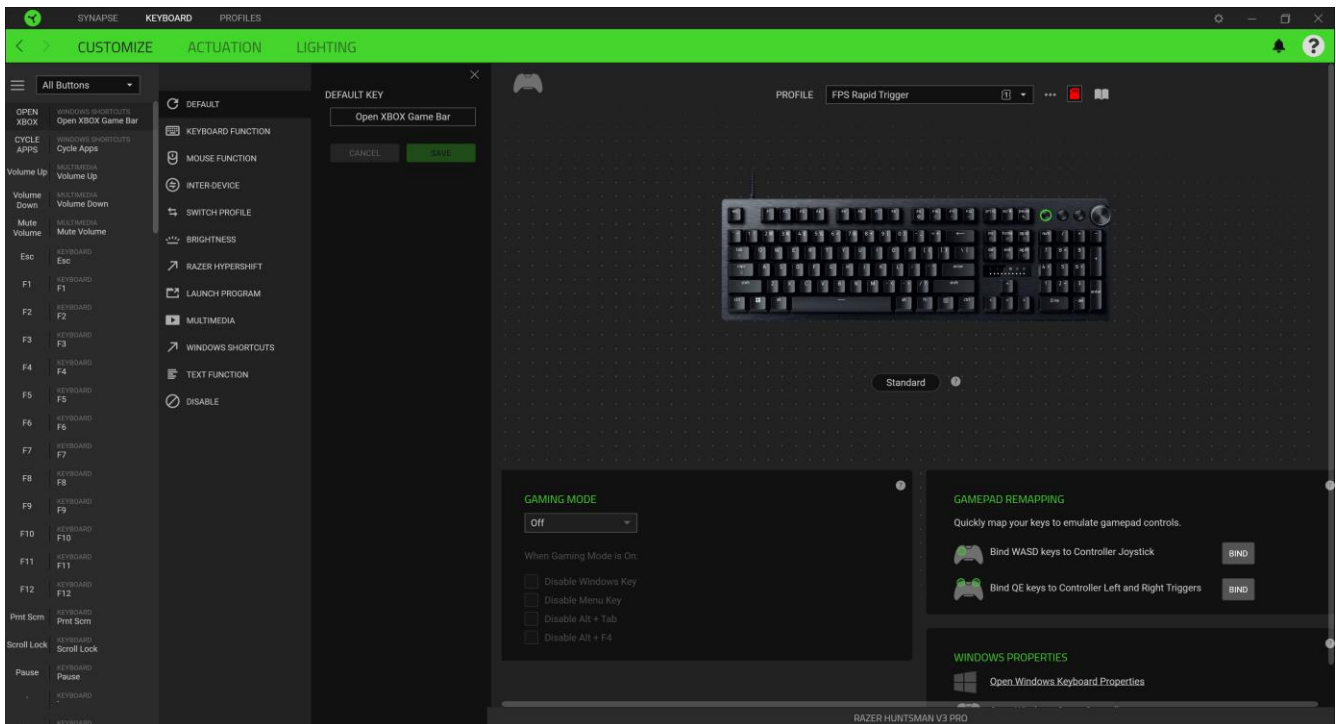 SYNAPSE KEYBOARD PROFILES
CUSTOMIZE ACTUATION LIGHTING
All Buttons
OPEN XBOX
WINDOWS SHORTCUTS
Open XBOX Game Bar
CYCLE APPS
WINDOWS SHORTCUTS
Cycle Apps
Volume Up
MULTIMEDIA
Volume Up
Volume Down
MULTIMEDIA
Volume Down
Mute Volume
MULTIMEDIA
Mute Volume
Esc
KEYBOARD
Esc
F1
KEYBOARD
F1
F2
KEYBOARD
F2
F3
KEYBOARD
F3
F4
KEYBOARD
F4
F5
KEYBOARD
F5
F6
KEYBOARD
F6
F7
KEYBOARD
F7
F8
KEYBOARD
F8
F9
KEYBOARD
F9
F10
KEYBOARD
F10
F11
KEYBOARD
F11
F12
KEYBOARD
F12
Prnt Scrn
KEYBOARD
Prnt Scrn
Scroll Lock
KEYBOARD
Scroll Lock
Pause
KEYBOARD
Pause
KEYBOARD
DEFAULT
KEYBOARD FUNCTION
MOUSE FUNCTION
INTER-DEVICE
SWITCH PROFILE
BRIGHTNESS
RAZER HYPERSHIFT
LAUNCH PROGRAM
MULTIMEDIA
WINDOWS SHORTCUTS
TEXT FUNCTION
DISABLE
DEFAULT KEY
Open XBOX Game Bar
CANCEL SAVE
PROFILE FPS Rapid Trigger 1
Standard
GAMING MODE
Off
When Gaming Mode is On:
Disable Windows Key
Disable Menu Key
Disable Alt + Tab
Disable Alt + F4
GAMEPAD REMAPPING
Quickly map your keys to emulate gamepad controls.
Bind WASD keys to Controller Joystick BIND
Bind QE keys to Controller Left and Right Triggers BIND
WINDOWS PROPERTIES
Open Windows Keyboard Properties
RAZER HUNTSMAN V3 PRO